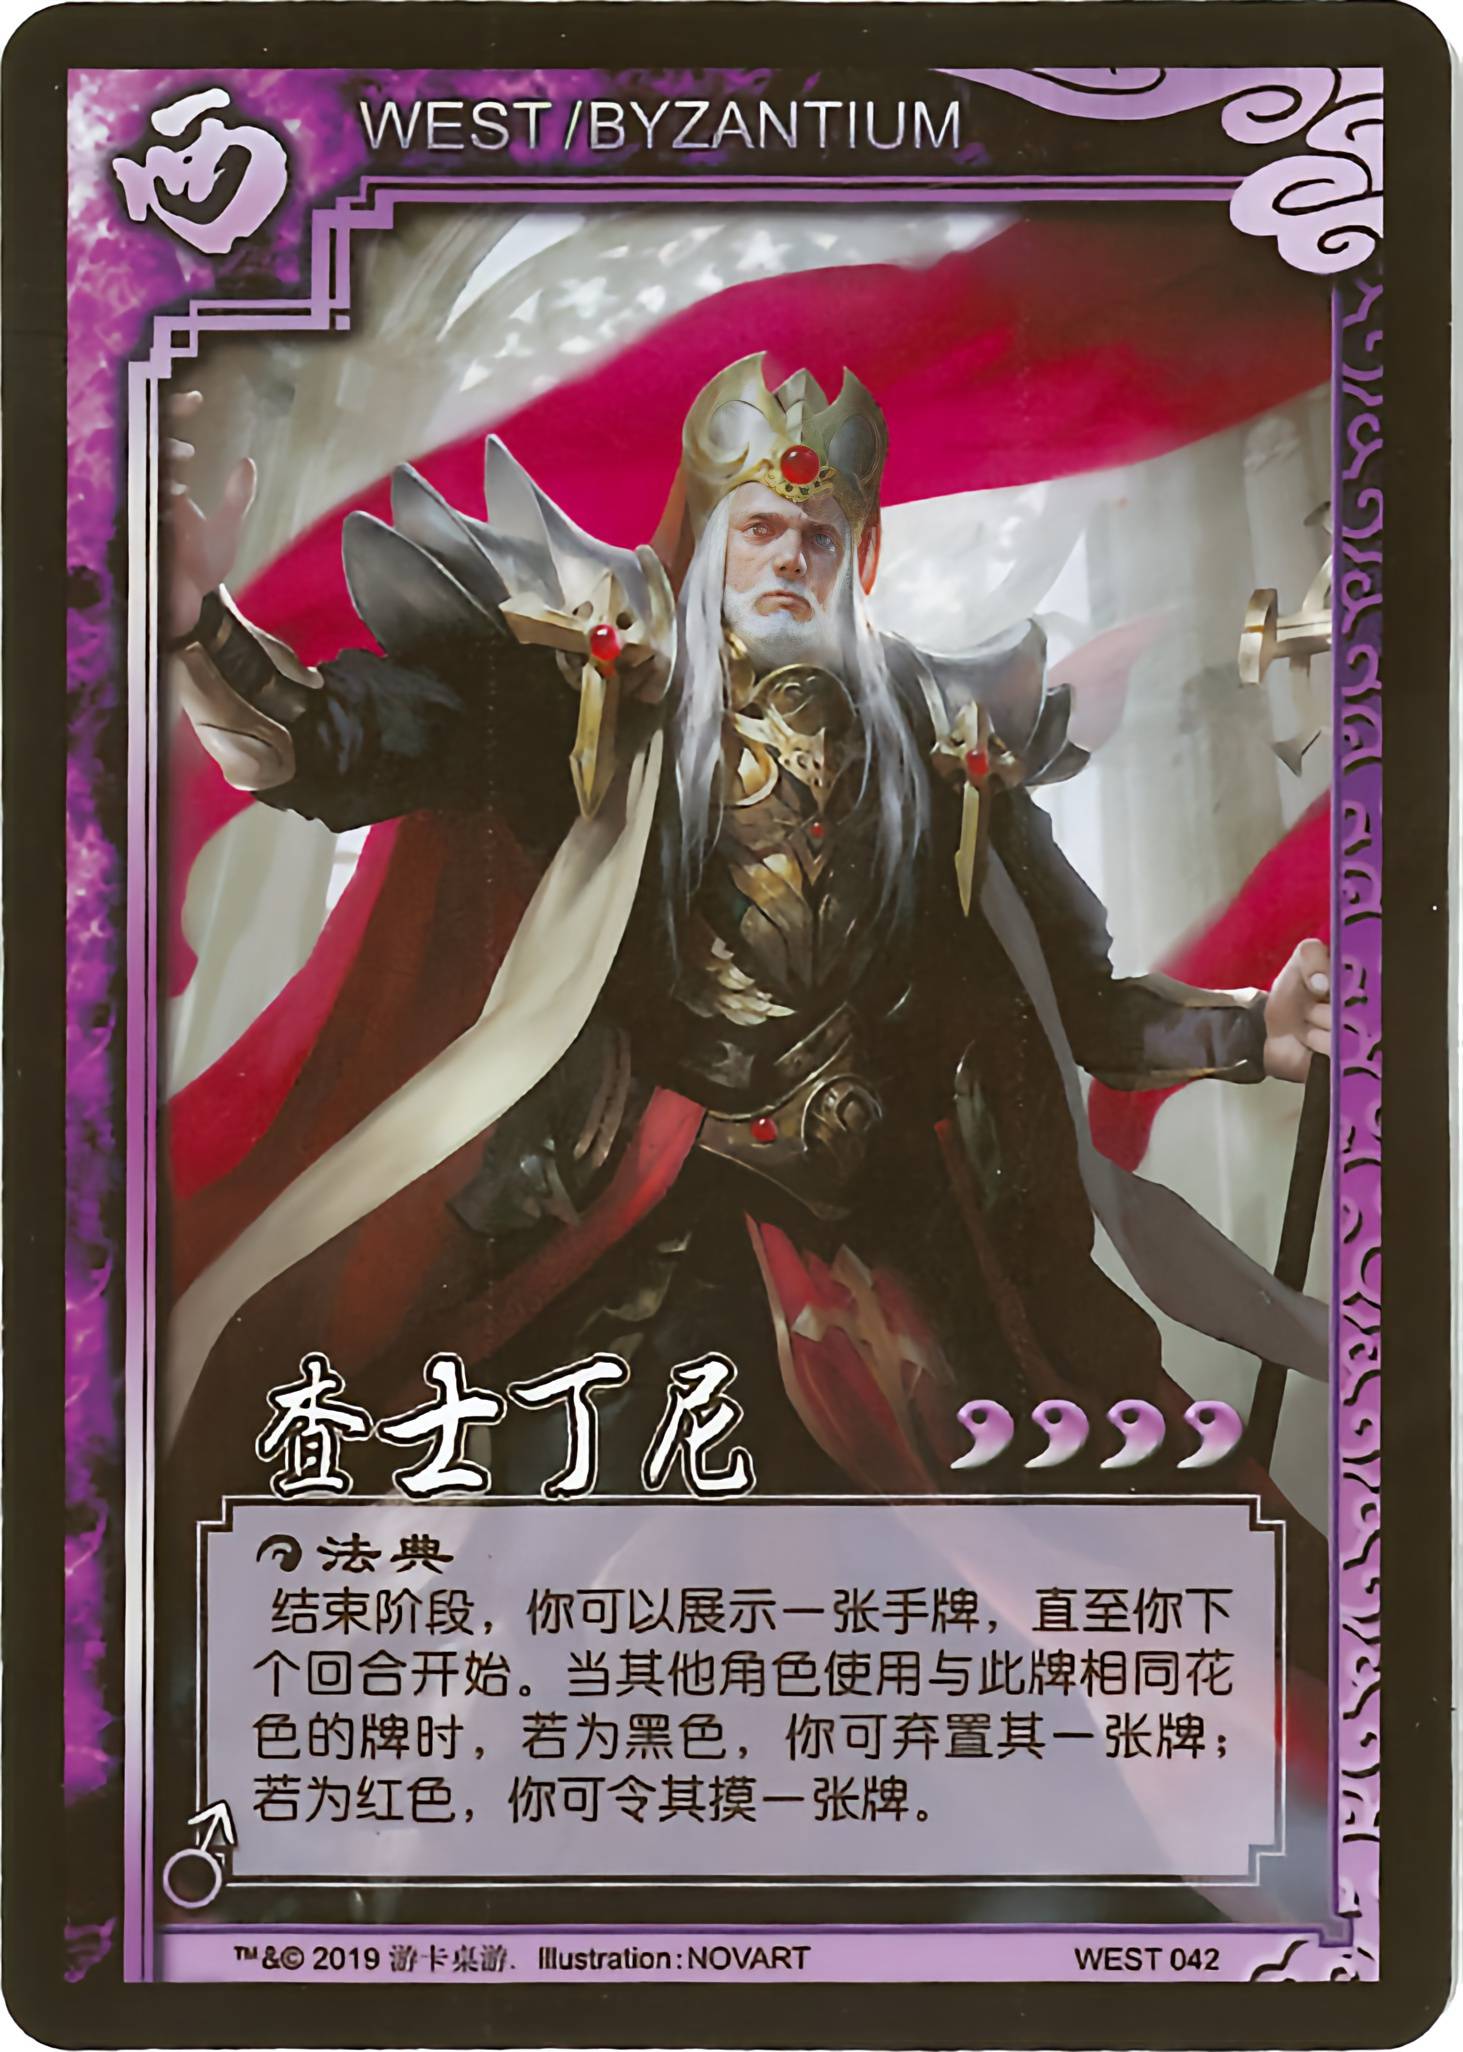 西
WEST/BYZANTIUM
查士丁尼
法典
结束阶段，你可以展示一张手牌，直至你下
个回合开始。当其他角色使用与此牌相同花
色的牌时，若为黑色，你可弃置其一张牌；
若为红色，你可令其摸一张牌。
™&© 2019 游卡桌游. Illustration:NOVART
WEST 042